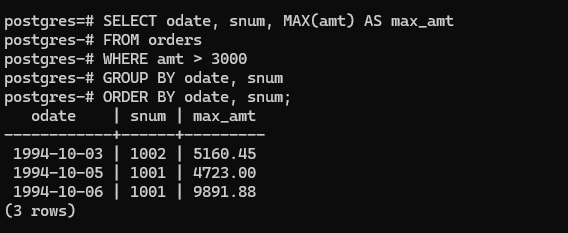 postgres=# SELECT odate, snum, MAX(amt) AS max_amt
postgres-# FROM orders
postgres-# WHERE amt > 3000
postgres-# GROUP BY odate, snum
postgres-# ORDER BY odate, snum;
   odate    | snum | max_amt
------------+------+---------
 1994-10-03 | 1002 | 5160.45
 1994-10-05 | 1001 | 4723.00
 1994-10-06 | 1001 | 9891.88
(3 rows)